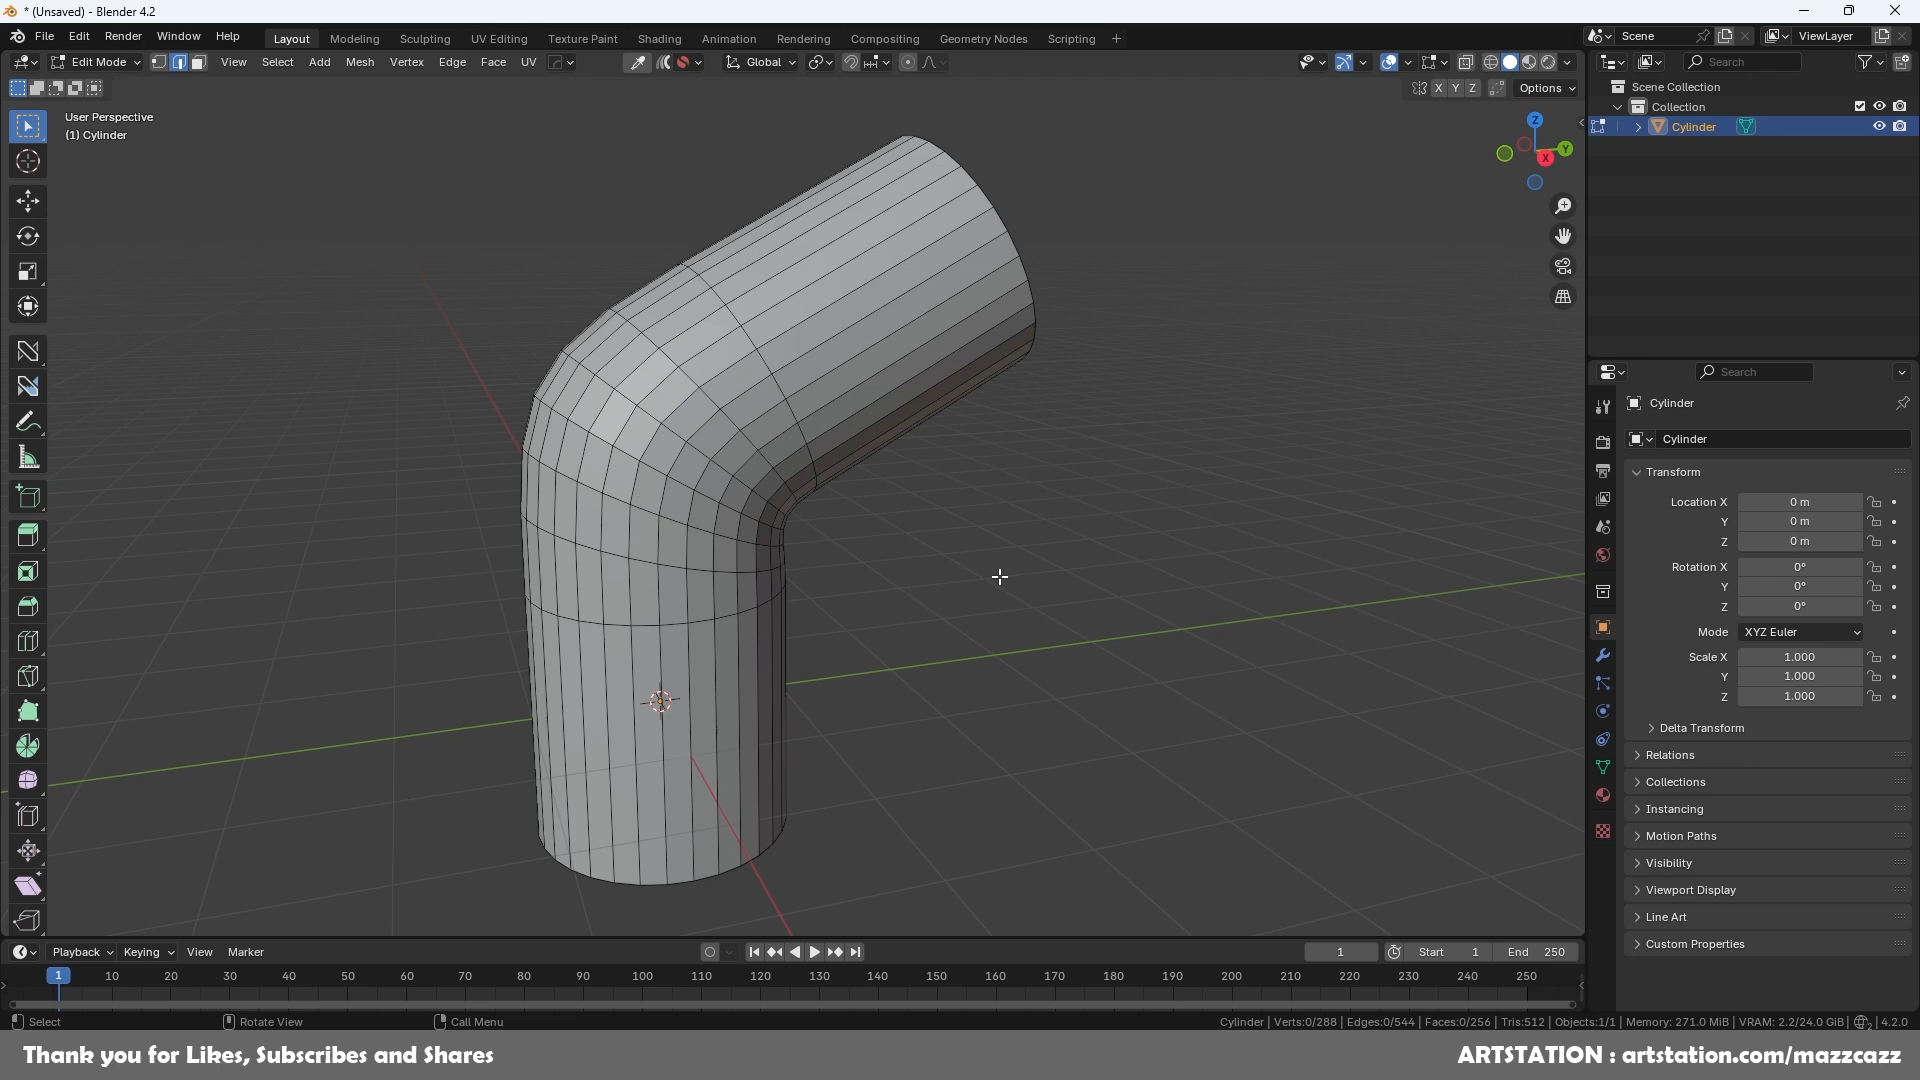 * (Unsaved) - Blender 4.2
File Edit Render Window Help Layout Modeling Sculpting UV Editing Texture Paint Shading Animation Rendering Compositing Geometry Nodes Scripting + Scene ViewLayer
Edit Mode View Select Add Mesh Vertex Edge Face UV Global Search
X Y Z Options
Scene Collection
Collection
Cylinder
User Perspective
(1) Cylinder
Z
Y
X
Search
Cylinder
Cylinder
Transform
Location X 0 m
Y 0 m
Z 0 m
Rotation X 0°
Y 0°
Z 0°
Mode XYZ Euler
Scale X 1.000
Y 1.000
Z 1.000
Delta Transform
Relations
Collections
Instancing
Motion Paths
Visibility
Viewport Display
Line Art
Custom Properties
Playback Keying View Marker 1 Start 1 End 250
1 10 20 30 40 50 60 70 80 90 100 110 120 130 140 150 160 170 180 190 200 210 220 230 240 250
Select Rotate View Call Menu Cylinder | Verts:0/288 | Edges:0/544 | Faces:0/256 | Tris:512 | Objects:1/1 | Memory: 271.0 MiB | VRAM: 2.2/24.0 GiB | 2 | 4.2.0
Thank you for Likes, Subscribes and Shares
ARTSTATION : artstation.com/mazzcazz